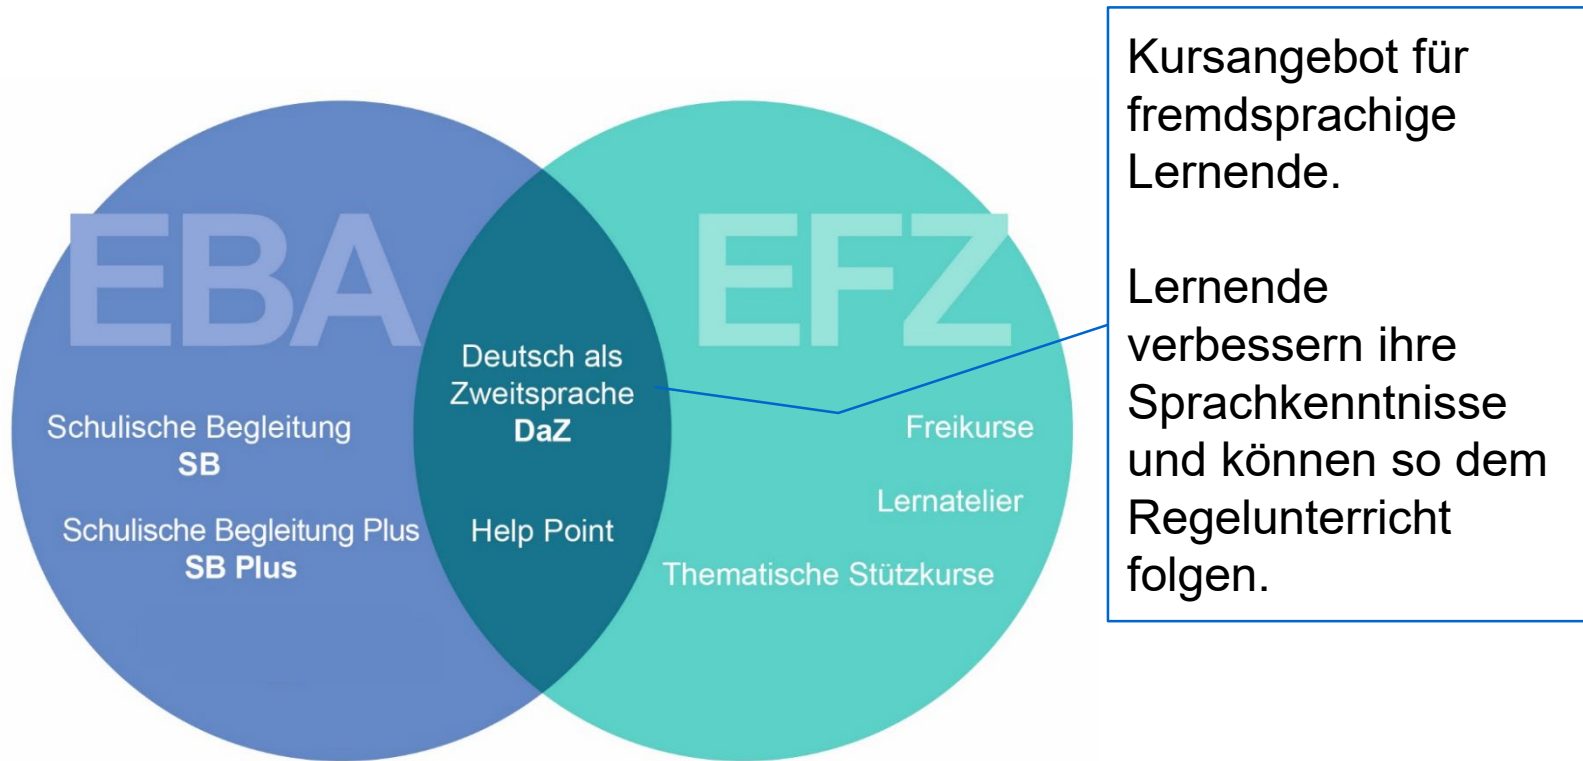 EBA
Schulische Begleitung
SB
Schulische Begleitung Plus
SB Plus
Deutsch als
Zweitsprache
DaZ
Help Point
EFZ
Freikurse
Lernatelier
Thematische Stützkurse
Kursangebot für
fremdsprachige
Lernende.
Lernende
verbessern ihre
Sprachkenntnisse
und können so dem
Regelunterricht
folgen.